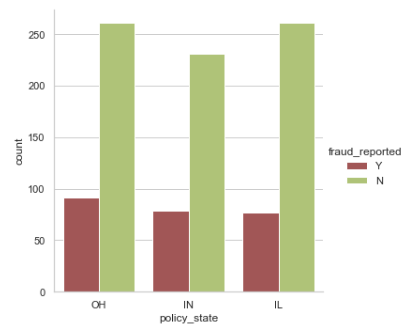 250
200
150
100
50
0
count
OH IN IL
policy_state
fraud_reported
Y
N